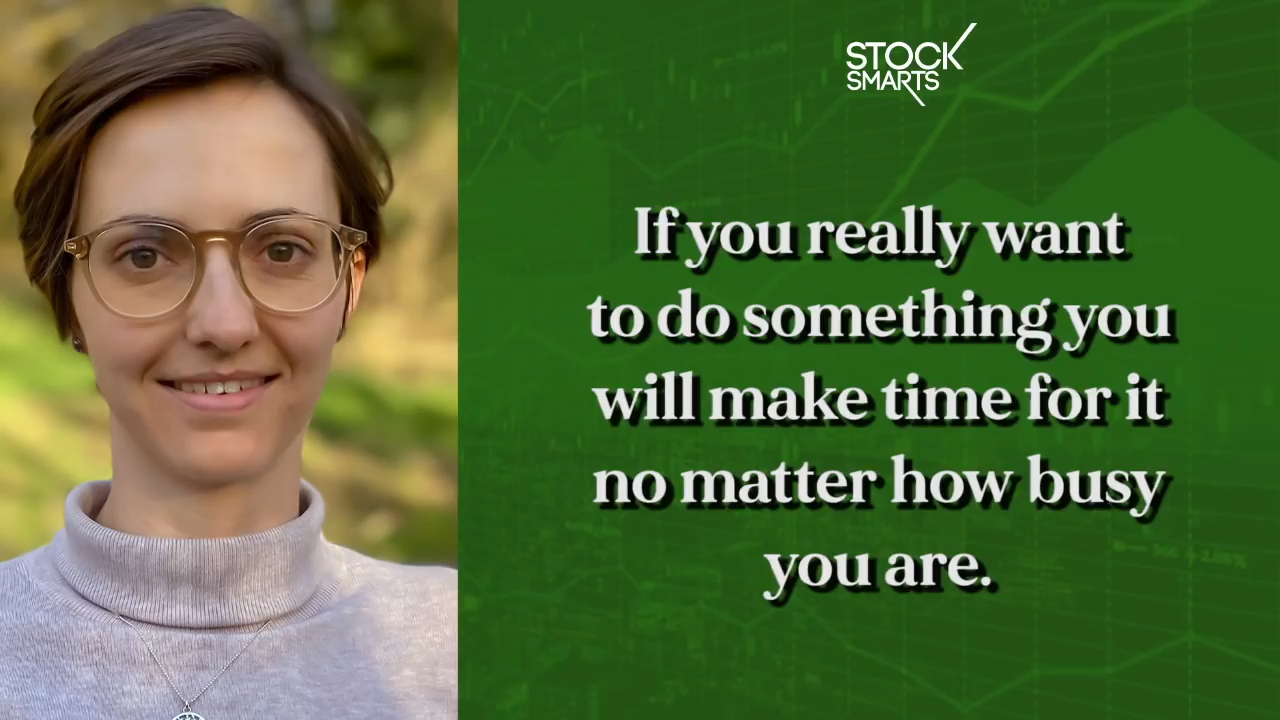 STOCK
SMARTS
If you really want
to do something you
will make time for it
no matter how busy
you are.